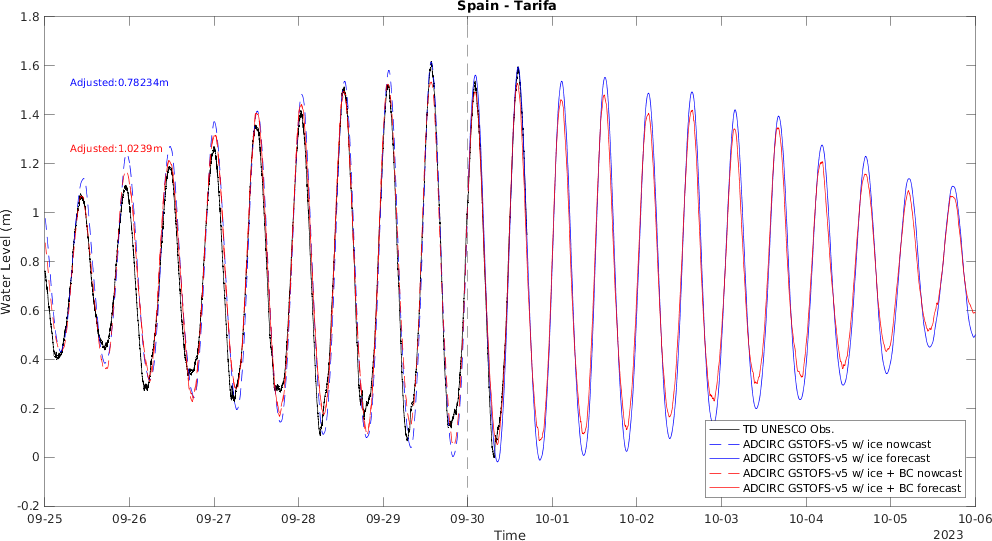 Spain - Tarifa
1.8
1.6
1.4
1.2
1
0.8
0.6
0.4
0.2
0
-0.2
Water Level (m)
Adjusted:0.78234m
Adjusted:1.0239m
TD UNESCO Obs.
ADCIRC GSTOFS-v5 w/ ice nowcast
ADCIRC GSTOFS-v5 w/ ice forecast
ADCIRC GSTOFS-v5 w/ ice + BC nowcast
ADCIRC GSTOFS-v5 w/ ice + BC forecast
09-25 09-26 09-27 09-28 09-29 09-30 10-01 10-02 10-03 10-04 10-05 10-06
Time
2023